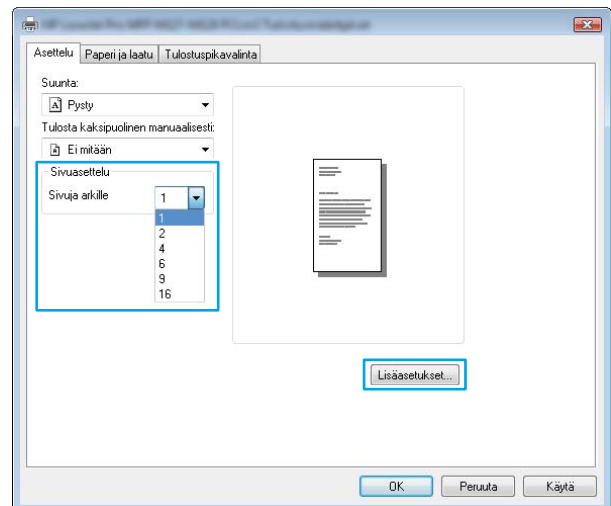 Asettelu Paperi ja laatu Tulostuspikavalinta
Suunta:
Pysty
Tulosta kaksipuolinen manuaalisesti:
Ei mitään
Sivuasettelu
Sivuja arkille 1
1
2
4
6
9
16
Lisäasetukset...
OK Peruuta Käytä